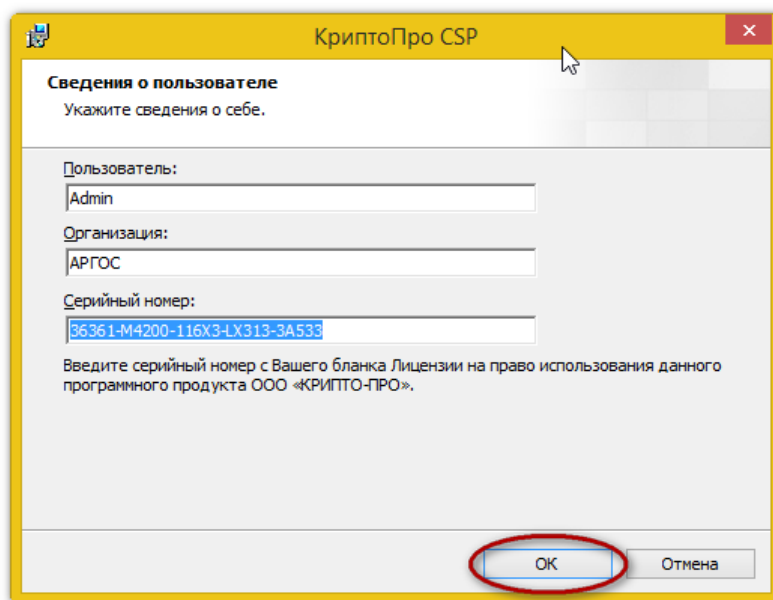 КриптоПро CSP
Сведения о пользователе
Укажите сведения о себе.
Пользователь:
Admin
Организация:
АРГОС
Серийный номер:
36361-M4200-116X3-LX313-3A533
Введите серийный номер с Вашего бланка Лицензии на право использования данного
программного продукта ООО «КРИПТО-ПРО».
ОК
Отмена